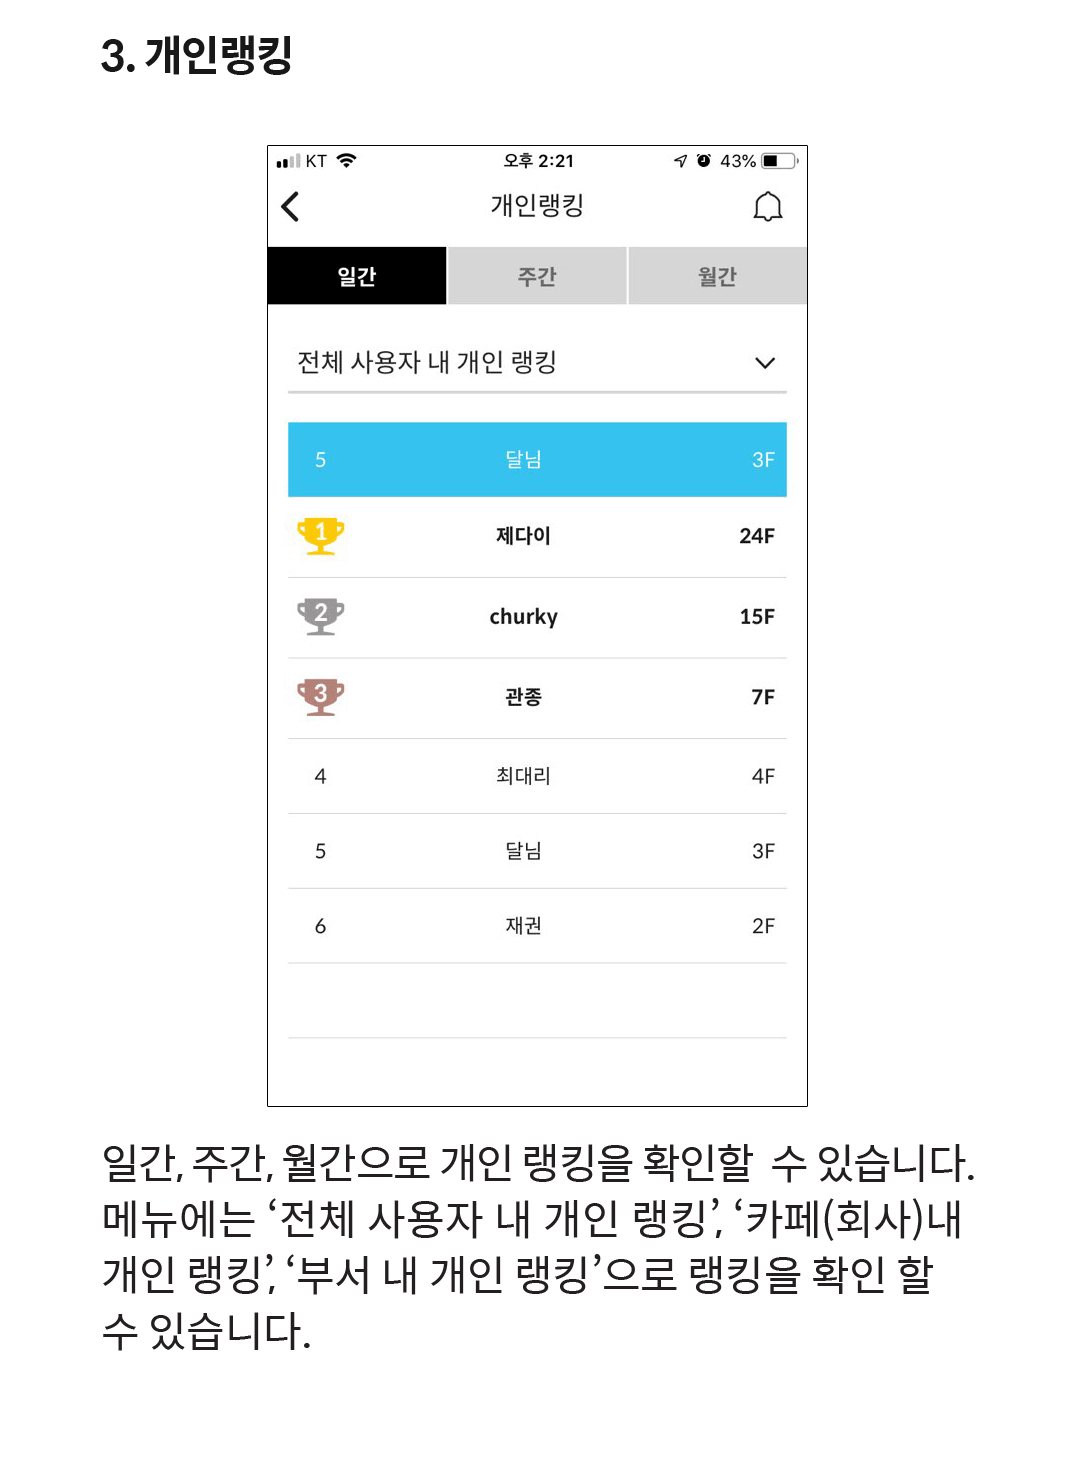 3. 개인랭킹
KT 오후 2:21 43%
개인랭킹
일간 주간 월간
전체 사용자 내 개인 랭킹
5 달님 3F
1 제다이 24F
2 churky 15F
3 관종 7F
4 최대리 4F
5 달님 3F
6 재권 2F
일간, 주간, 월간으로 개인 랭킹을 확인할 수 있습니다.
메뉴에는 ‘전체 사용자 내 개인 랭킹’, ‘카페(회사)내
개인 랭킹’, ‘부서 내 개인 랭킹’으로 랭킹을 확인 할
수 있습니다.